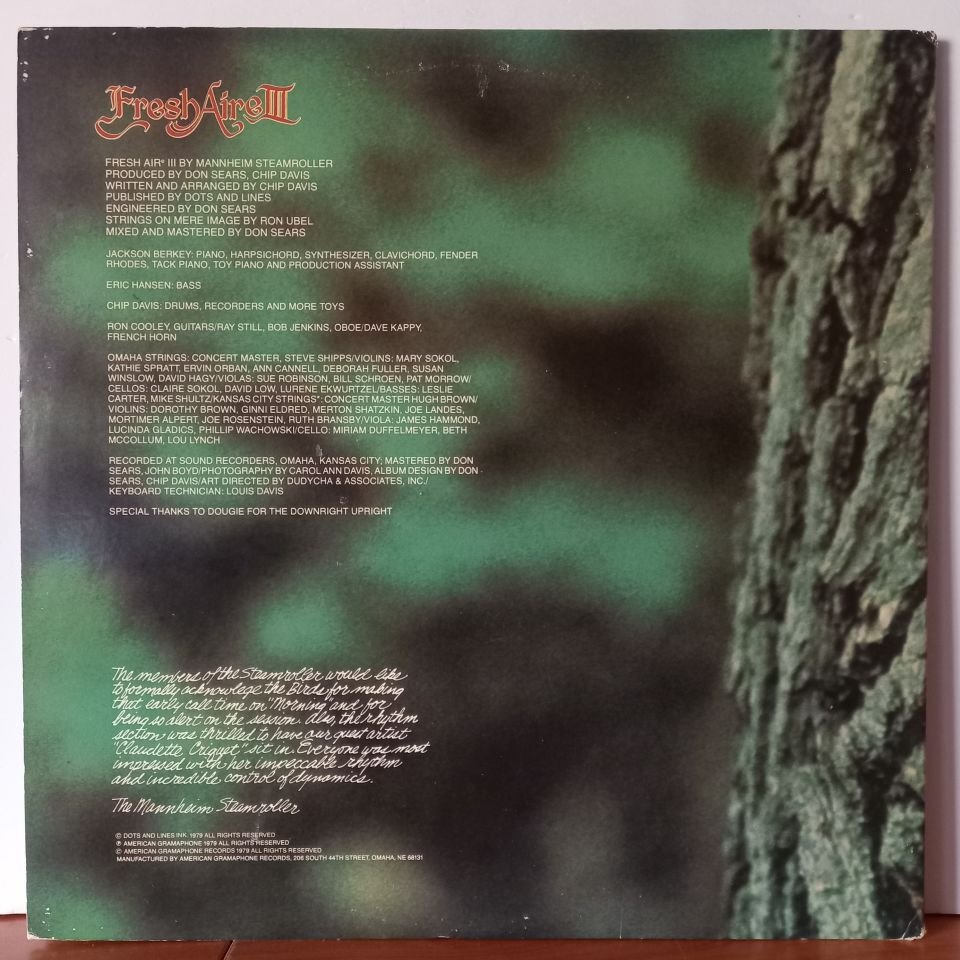 Fresh Aire III
FRESH AIR® III BY MANNHEIM STEAMROLLER
PRODUCED BY DON SEARS, CHIP DAVIS
WRITTEN AND ARRANGED BY CHIP DAVIS
PUBLISHED BY DOTS AND LINES
ENGINEERED BY DON SEARS
STRINGS ON MERE IMAGE BY RON UBEL
MIXED AND MASTERED BY DON SEARS
JACKSON BERKEY: PIANO, HARPSICHORD, SYNTHESIZER, CLAVICHORD, FENDER
RHODES, TACK PIANO, TOY PIANO AND PRODUCTION ASSISTANT
ERIC HANSEN: BASS
CHIP DAVIS: DRUMS, RECORDERS AND MORE TOYS
RON COOLEY, GUITARS/RAY STILL, BOB JENKINS, OBOE/DAVE KAPPY,
FRENCH HORN
OMAHA STRINGS: CONCERT MASTER, STEVE SHIPPS/VIOLINS: MARY SOKOL,
KATHIE SPRATT, ERVIN ORBAN, ANN CANNELL, DEBORAH FULLER, SUSAN
WINSLOW, DAVID HAGY/VIOLAS: SUE ROBINSON, BILL SCHROEN, PAT MORROW/
CELLOS: CLAIRE SOKOL, DAVID LOW, LURENE EKWURTZEL/BASSES: LESLIE
CARTER, MIKE SHULTZ/KANSAS CITY STRINGS*: CONCERT MASTER HUGH BROWN/
VIOLINS: DOROTHY BROWN, GINNI ELDRED, MERTON SHATZKIN, JOE LANDES,
MORTIMER ALPERT, JOE ROSENSTEIN, RUTH BRANSBY/VIOLA: JAMES HAMMOND,
LUCINDA GLADICS, PHILLIP WACHOWSKI/CELLO: MIRIAM DUFFELMEYER, BETH
MCCOLLUM, LOU LYNCH
RECORDED AT SOUND RECORDERS, OMAHA, KANSAS CITY; MASTERED BY DON
SEARS, JOHN BOYD/PHOTOGRAPHY BY CAROL ANN DAVIS, ALBUM DESIGN BY DON
SEARS, CHIP DAVIS/ART DIRECTED BY DUDYCHA & ASSOCIATES, INC./
KEYBOARD TECHNICIAN: LOUIS DAVIS
SPECIAL THANKS TO DOUGIE FOR THE DOWNRIGHT UPRIGHT
The members of the Steamroller would like
to formally acknowlege the Birds for making
that early call time on "Morning" and for
being so alert on the session. Also, the rhythm
section was thrilled to have our guest artist
"Claudette Criquet" sit in. Everyone was most
impressed with her impeccable rhythm
and incredible control of dynamics.
The Mannheim Steamroller
© DOTS AND LINES INK. 1979 ALL RIGHTS RESERVED
℗ AMERICAN GRAMAPHONE 1979 ALL RIGHTS RESERVED
© AMERICAN GRAMAPHONE RECORDS 1979 ALL RIGHTS RESERVED
MANUFACTURED BY AMERICAN GRAMAPHONE RECORDS, 206 SOUTH 44TH STREET, OMAHA, NE 68131